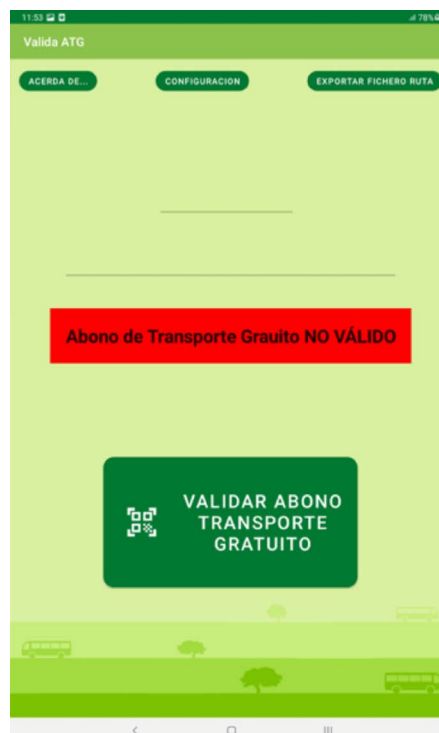 11:53
78%
Valida ATG
ACERDA DE...
CONFIGURACION
EXPORTAR FICHERO RUTA
Abono de Transporte Grauito NO VÁLIDO
VALIDAR ABONO
TRANSPORTE
GRATUITO